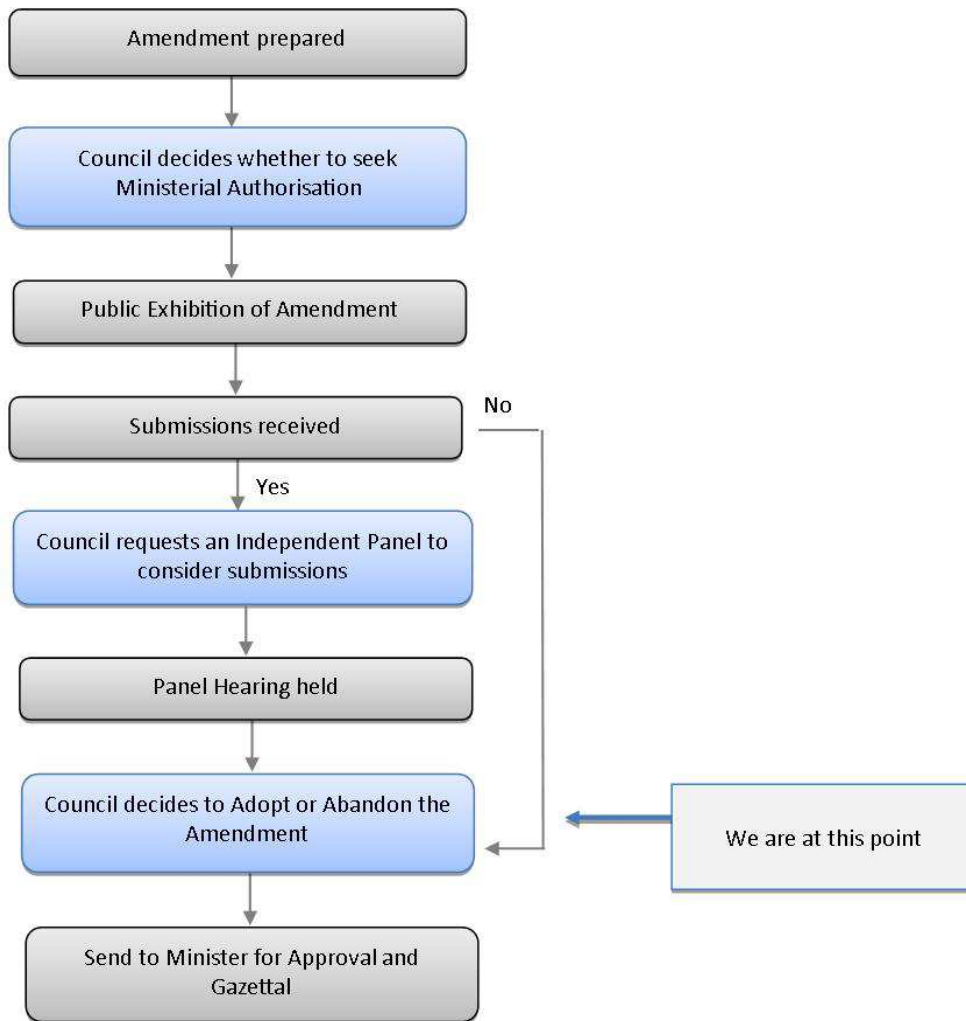 Amendment prepared
Council decides whether to seek
Ministerial Authorisation
Public Exhibition of Amendment
Submissions received
No
Yes
Council requests an Independent Panel to
consider submissions
Panel Hearing held
Council decides to Adopt or Abandon the
Amendment
We are at this point
Send to Minister for Approval and
Gazettal